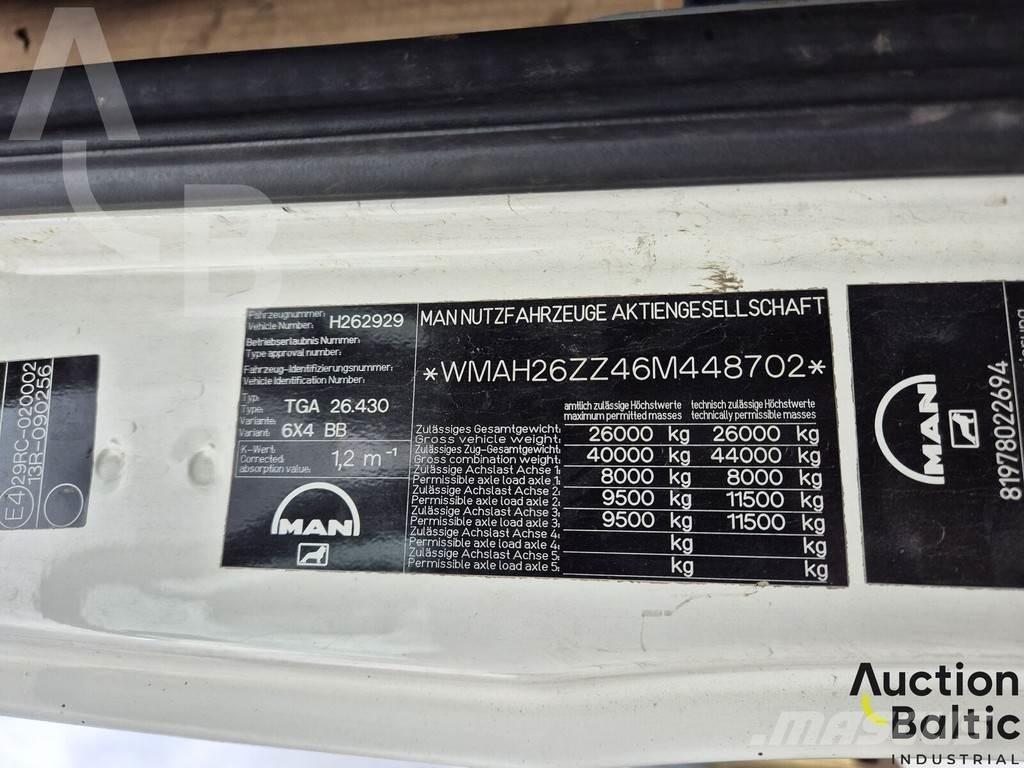 A
B
E4 29RC-020002
113R-090256
Fahrzeugnummer:
Vehicle Number: H262929
Betriebserlaubnis Nummer:
Type approval number:
Fahrzeug-Identifizierungsnummer:
Vehicle Identification Number:
Typ:
Type: TGA 26.430
Variante:
Variant: 6X4 BB
K-Wert:
Corrected absorption value: 1,2 m⁻¹
MAN
MAN NUTZFAHRZEUGE AKTIENGESELLSCHAFT
*WMAH26ZZ46M448702*
amtlich zulässige Höchstwerte technisch zulässige Höchstwerte
maximum permitted masses technically permissible masses
Zulässiges Gesamtgewicht:
Gross vehicle weight: 26000 kg 26000 kg
Zulässiges Zug-Gesamtgewicht:
Gross combination weight: 40000 kg 44000 kg
Zulässige Achslast Achse 1:
Permissible axle load axle 1: 8000 kg 8000 kg
Zulässige Achslast Achse 2:
Permissible axle load axle 2: 9500 kg 11500 kg
Zulässige Achslast Achse 3:
Permissible axle load axle 3: 9500 kg 11500 kg
Zulässige Achslast Achse 4:
Permissible axle load axle 4: kg kg
Zulässige Achslast Achse 5:
Permissible axle load axle 5: kg kg
MAN
81978022694
Auction
Baltic
INDUSTRIAL